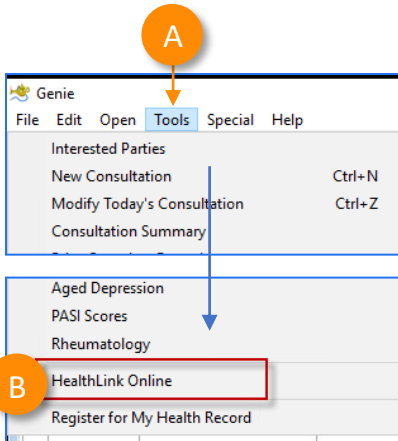 A
Genie
File Edit Open Tools Special Help
Interested Parties
New Consultation Ctrl+N
Modify Today's Consultation Ctrl+Z
Consultation Summary
Aged Depression
PASI Scores
Rheumatology
B HealthLink Online
Register for My Health Record